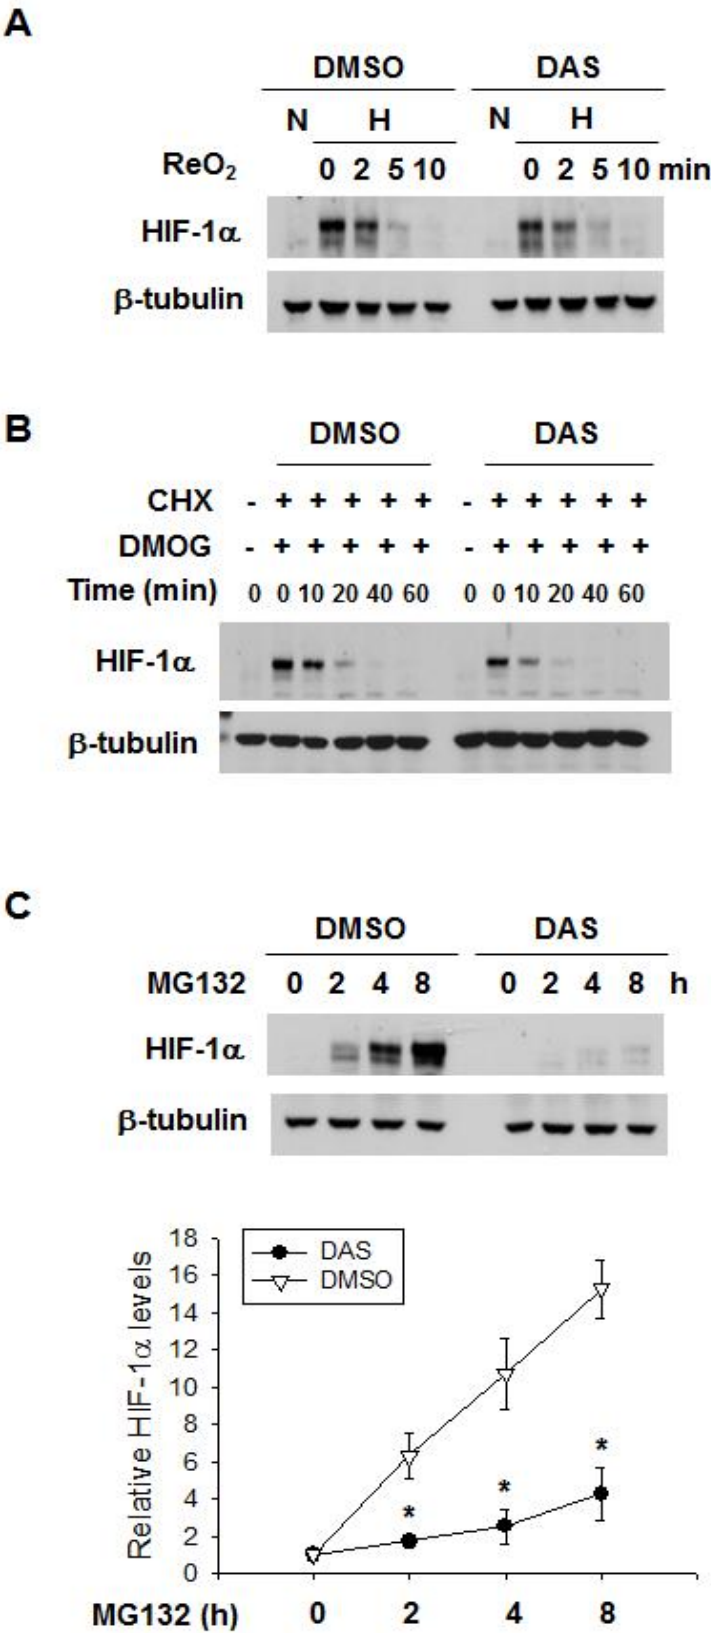 A
DMSO DAS
N H N H
ReO₂ 0 2 5 10 0 2 5 10 min
HIF-1α
β-tubulin
B
DMSO DAS
CHX - + + + + + - + + + + +
DMOG - + + + + + - + + + + +
Time (min) 0 0 10 20 40 60 0 0 10 20 40 60
HIF-1α
β-tubulin
C
DMSO DAS
MG132 0 2 4 8 0 2 4 8 h
HIF-1α
β-tubulin
Relative HIF-1α levels
18
16
14
12
10
8
6
4
2
0
DAS
DMSO
*
*
*
MG132 (h) 0 2 4 8